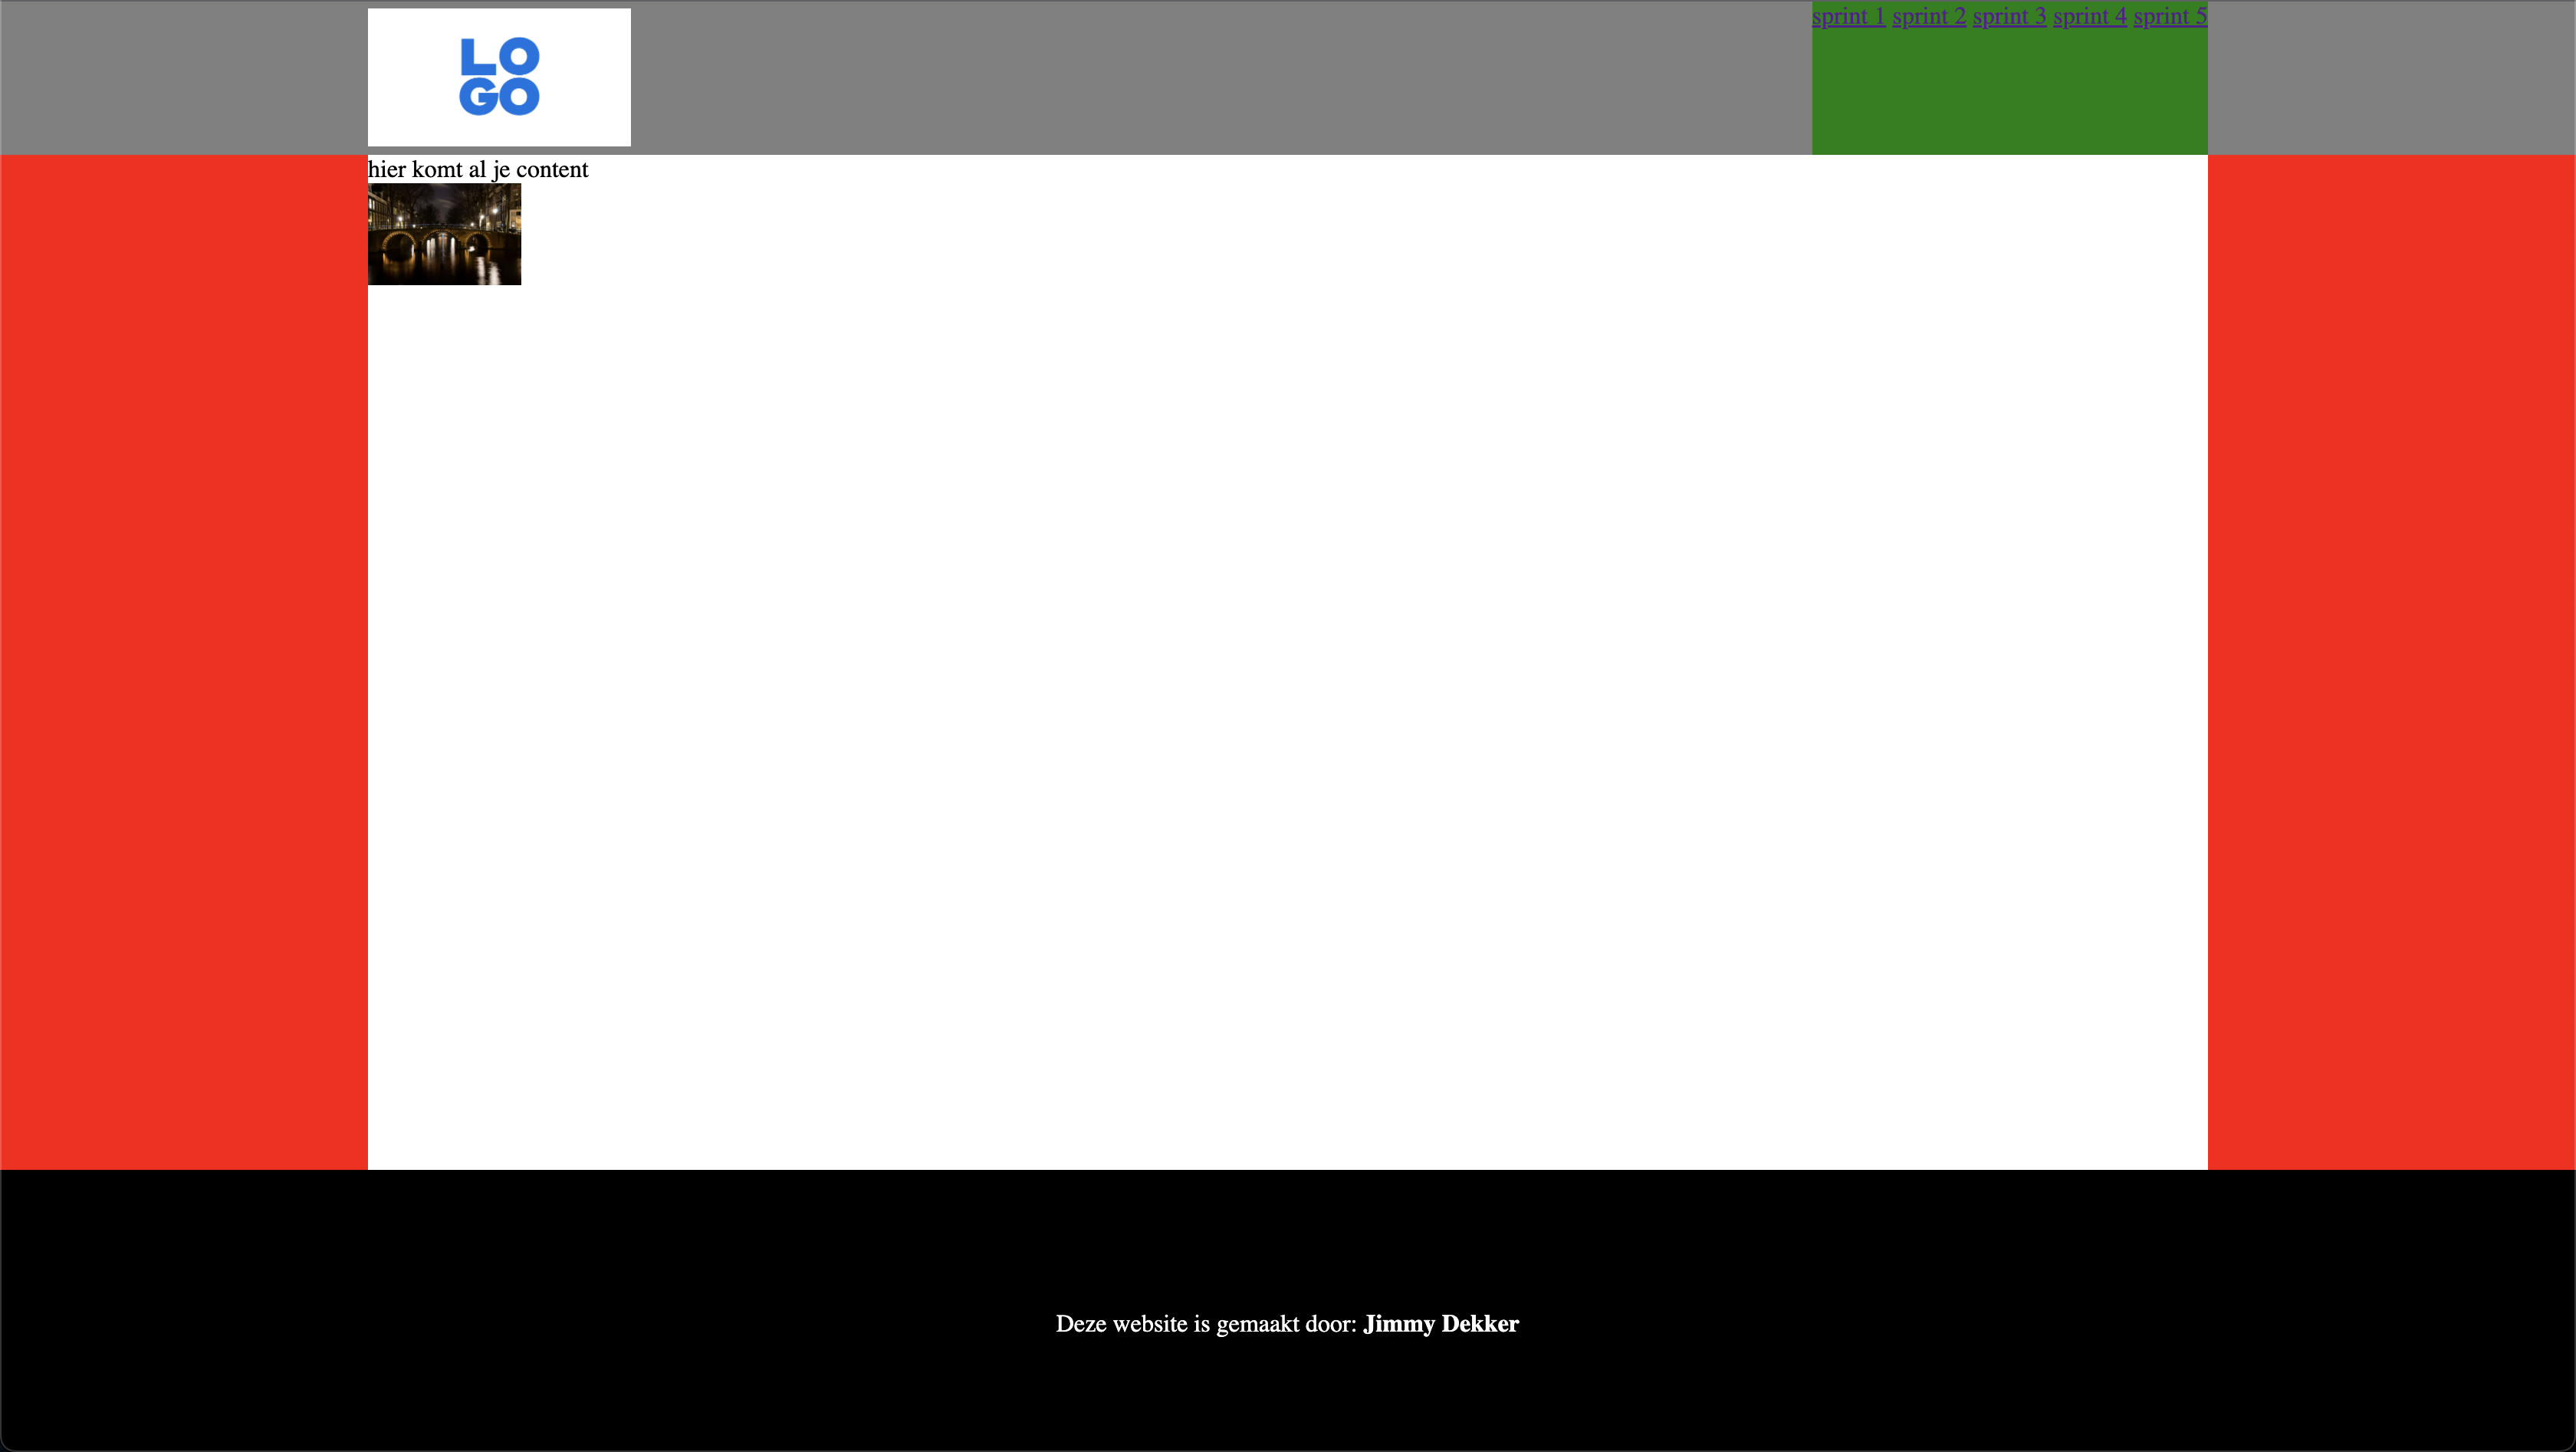 LO
GO
sprint 1 sprint 2 sprint 3 sprint 4 sprint 5
hier komt al je content
Deze website is gemaakt door: Jimmy Dekker